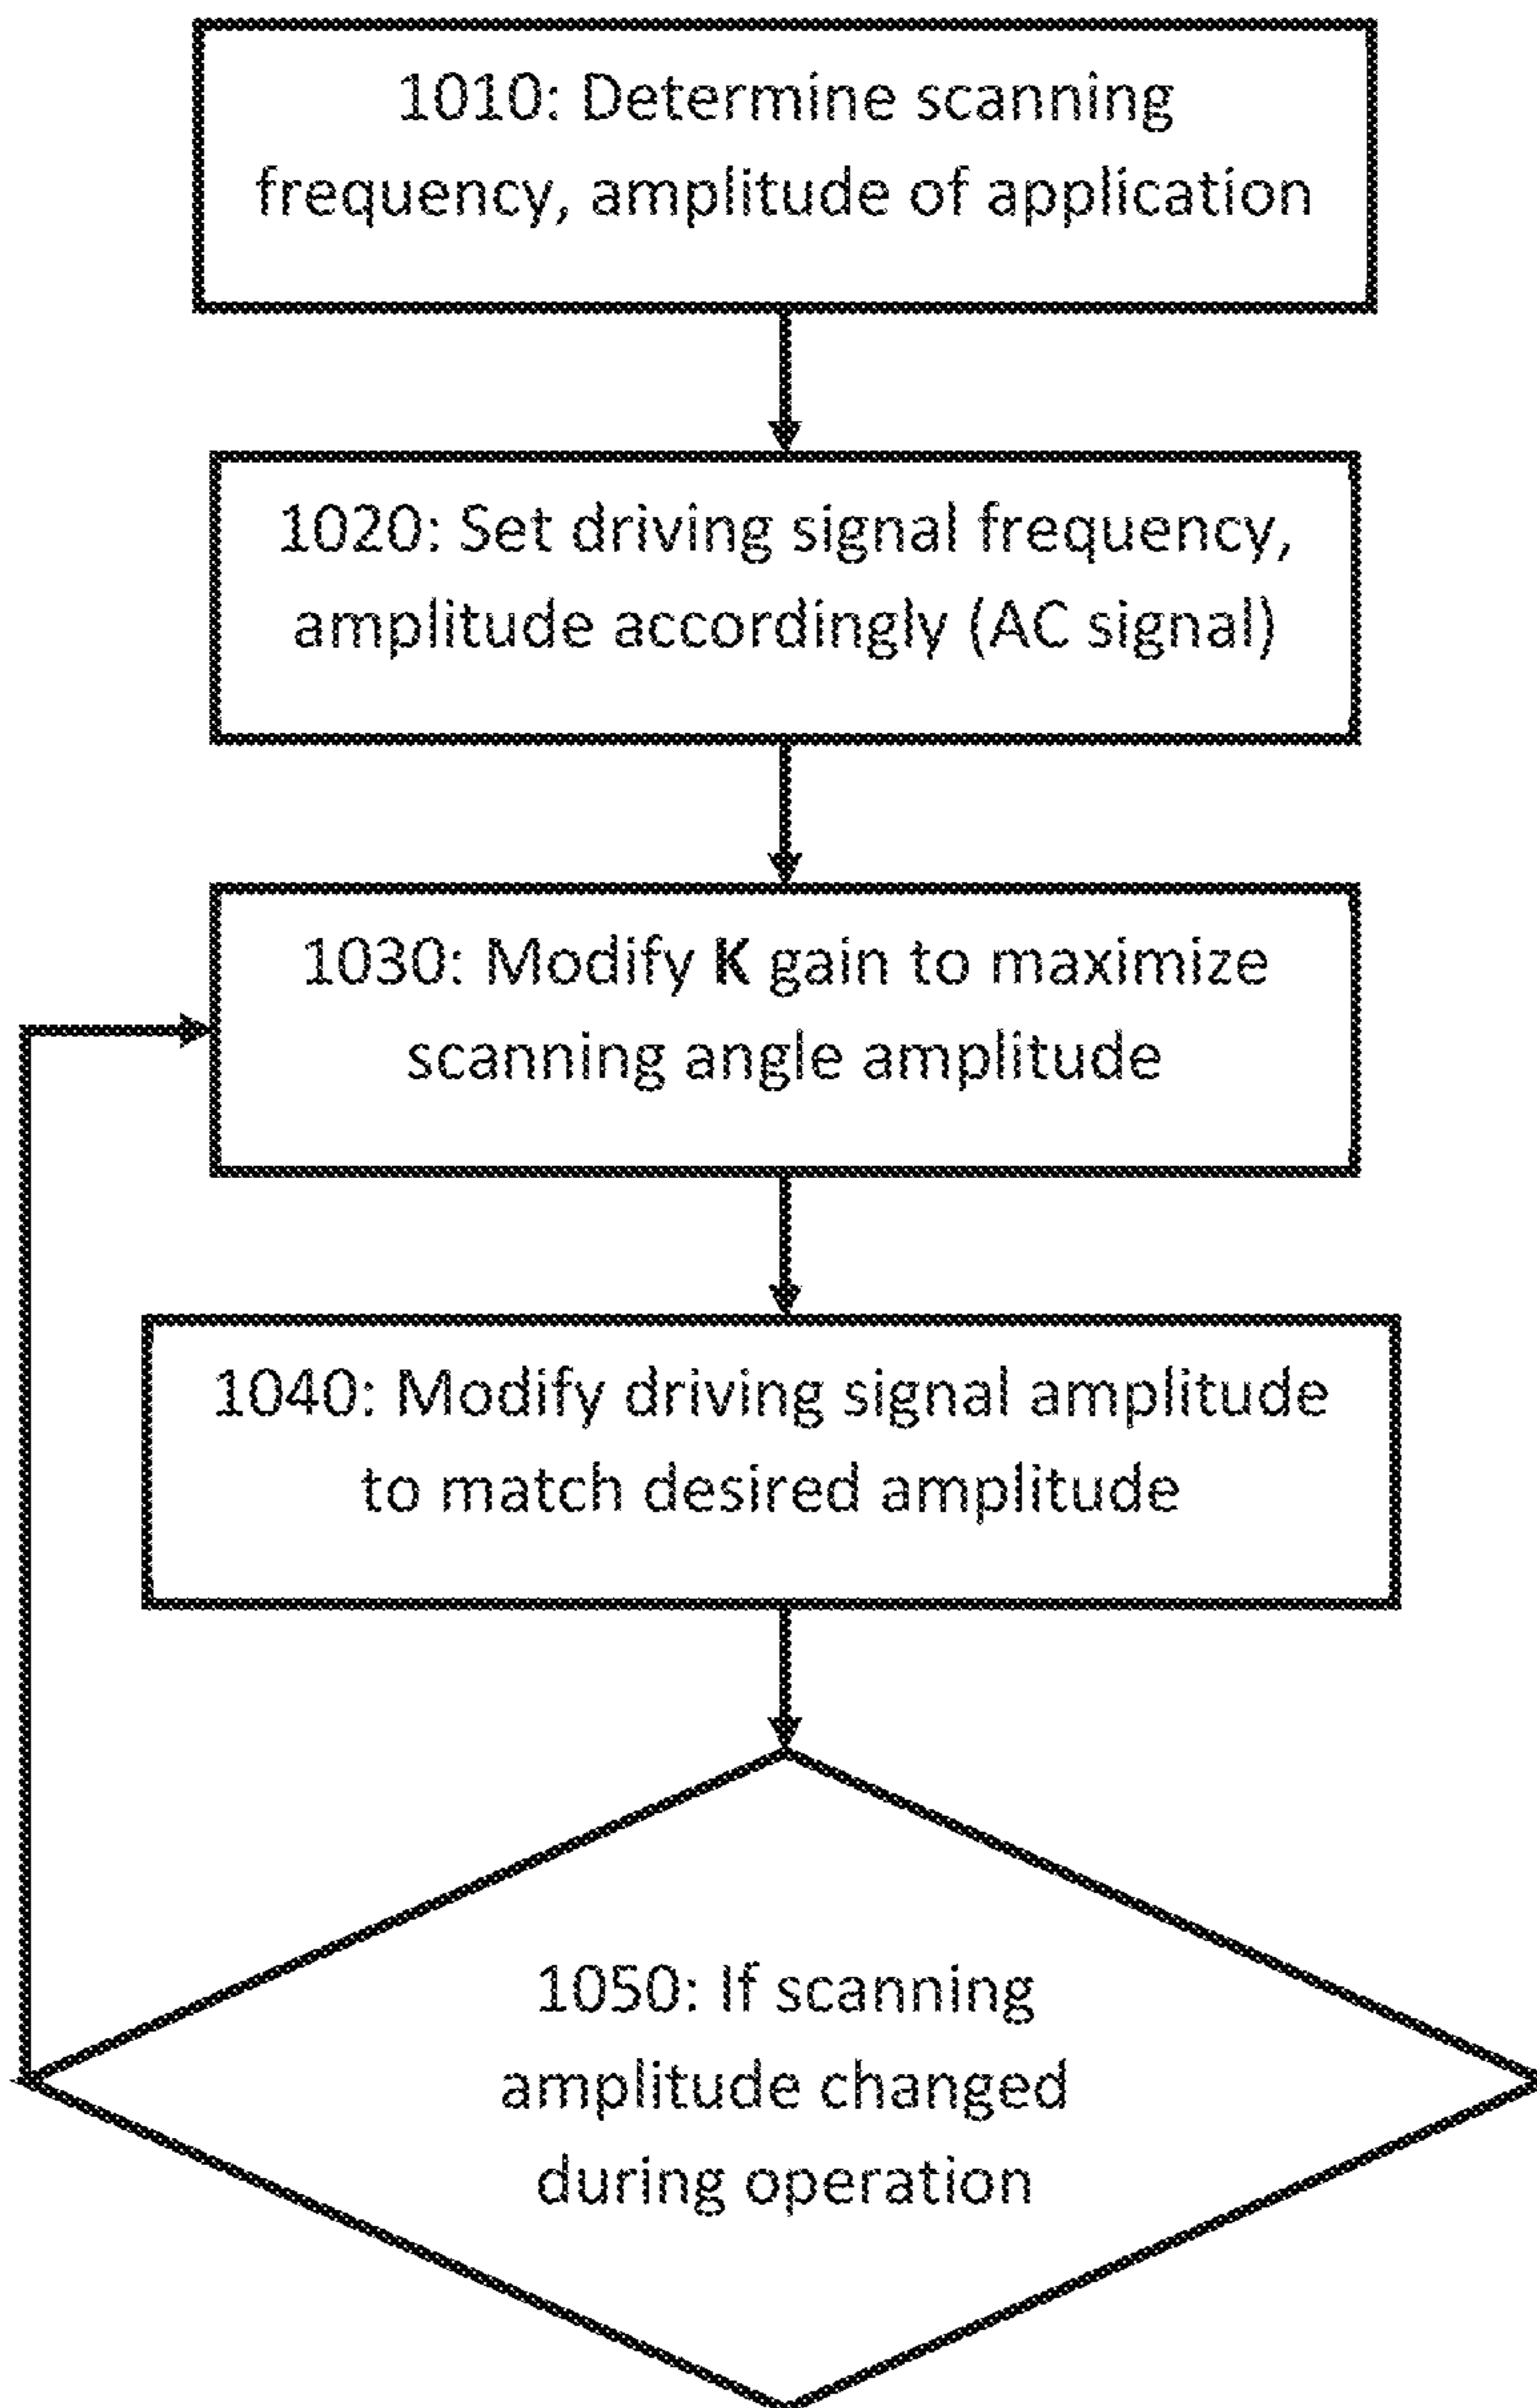 1010: Determine scanning
frequency, amplitude of application
1020: Set driving signal frequency,
amplitude accordingly (AC signal)
1030: Modify K gain to maximize
scanning angle amplitude
1040: Modify driving signal amplitude
to match desired amplitude
1050: If scanning
amplitude changed
during operation